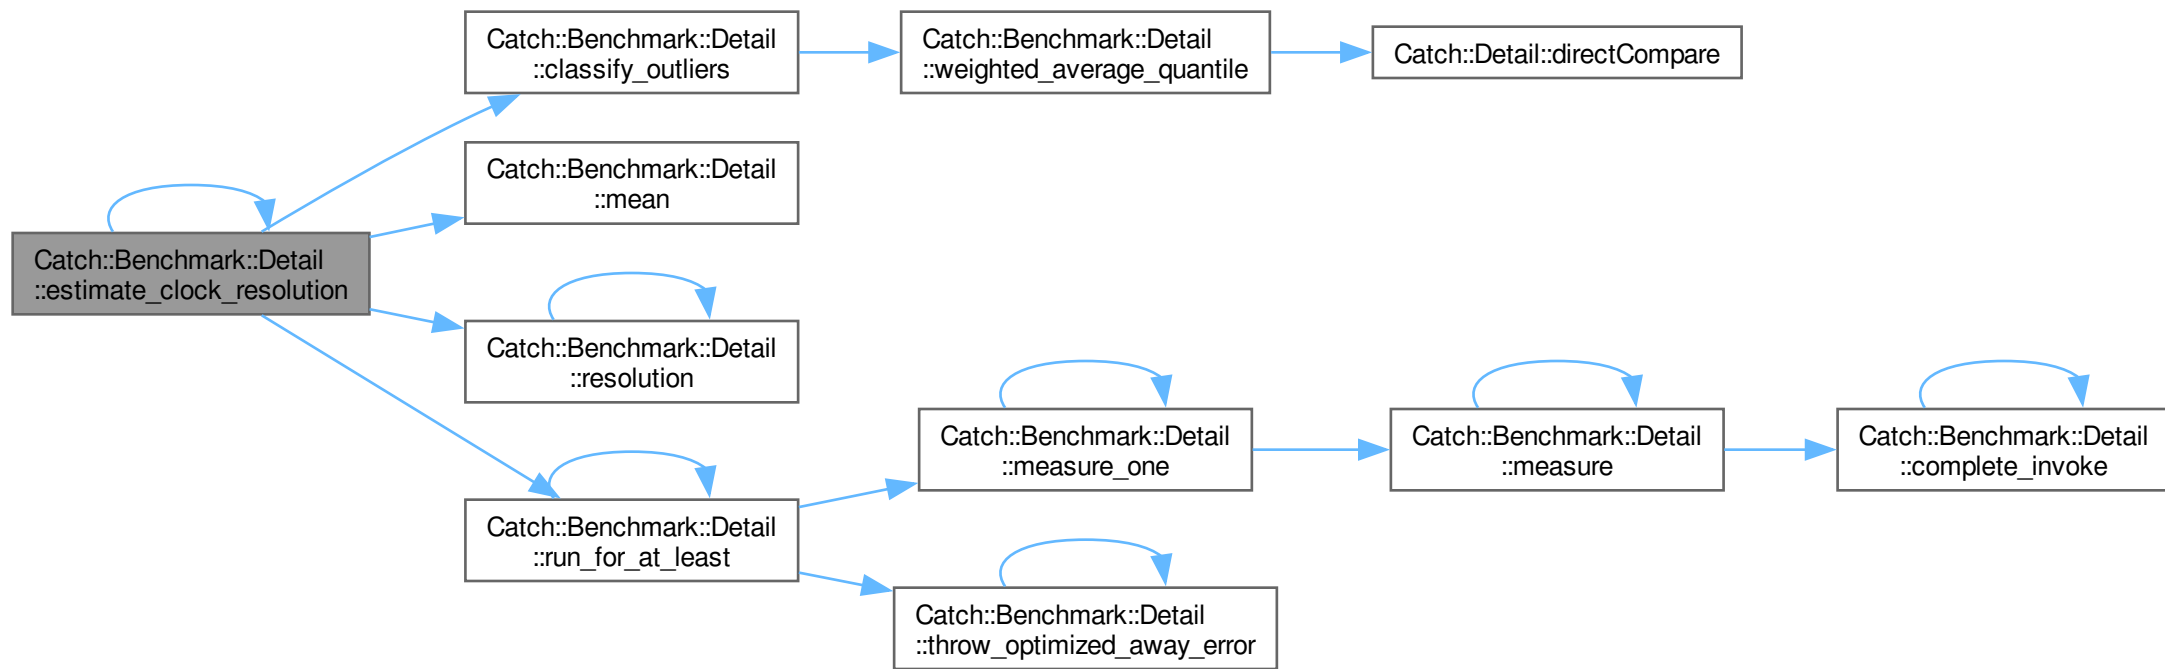 Catch::Benchmark::Detail
::classify_outliers
Catch::Benchmark::Detail
::weighted_average_quantile
Catch::Detail::directCompare
Catch::Benchmark::Detail
::mean
Catch::Benchmark::Detail
::estimate_clock_resolution
Catch::Benchmark::Detail
::resolution
Catch::Benchmark::Detail
::measure_one
Catch::Benchmark::Detail
::measure
Catch::Benchmark::Detail
::complete_invoke
Catch::Benchmark::Detail
::run_for_at_least
Catch::Benchmark::Detail
::throw_optimized_away_error